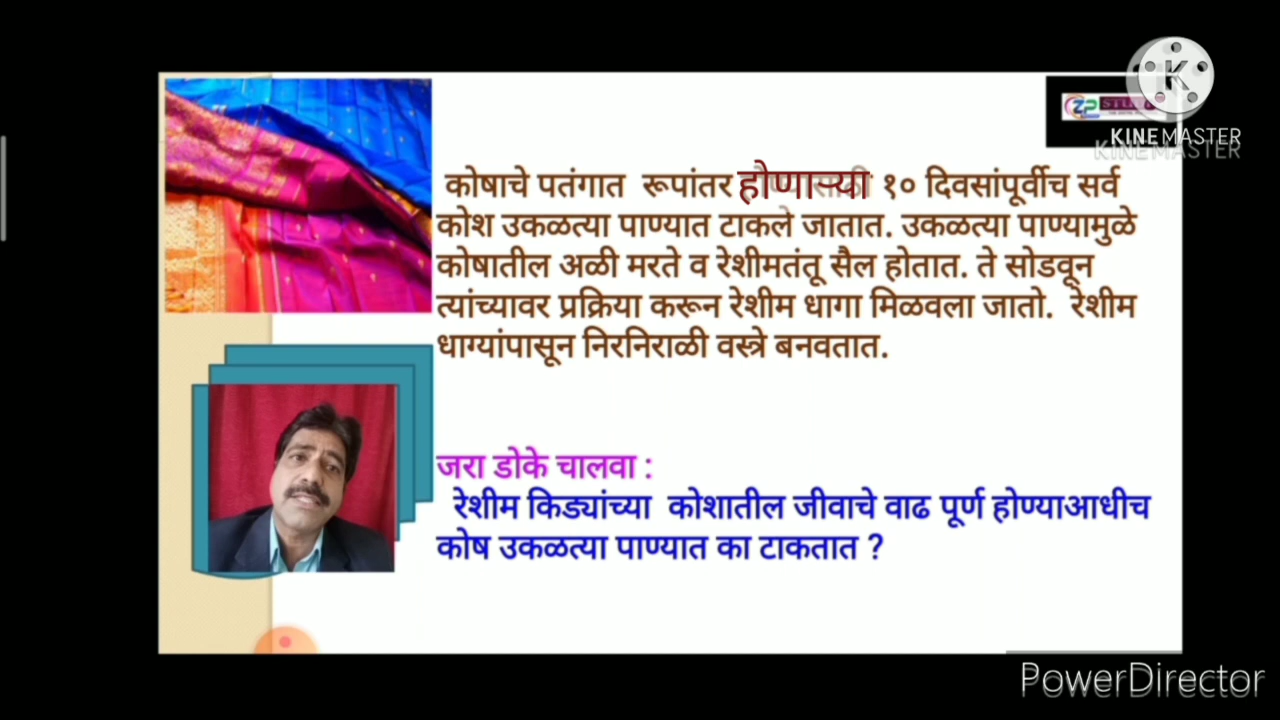 कोषाचे पतंगात रूपांतर होणाऱ्या १० दिवसांपूर्वीच सर्व
कोश उकळत्या पाण्यात टाकले जातात. उकळत्या पाण्यामुळे
कोषातील अळी मरते व रेशीमतंतू सैल होतात. ते सोडवून
त्यांच्यावर प्रक्रिया करून रेशीम धागा मिळवला जातो. रेशीम
धाग्यांपासून निरनिराळी वस्त्रे बनवतात.
जरा डोके चालवा :
रेशीम किड्यांच्या कोशातील जीवाचे वाढ पूर्ण होण्याआधीच
कोष उकळत्या पाण्यात का टाकतात ?
ZP
KINEMASTER
PowerDirector